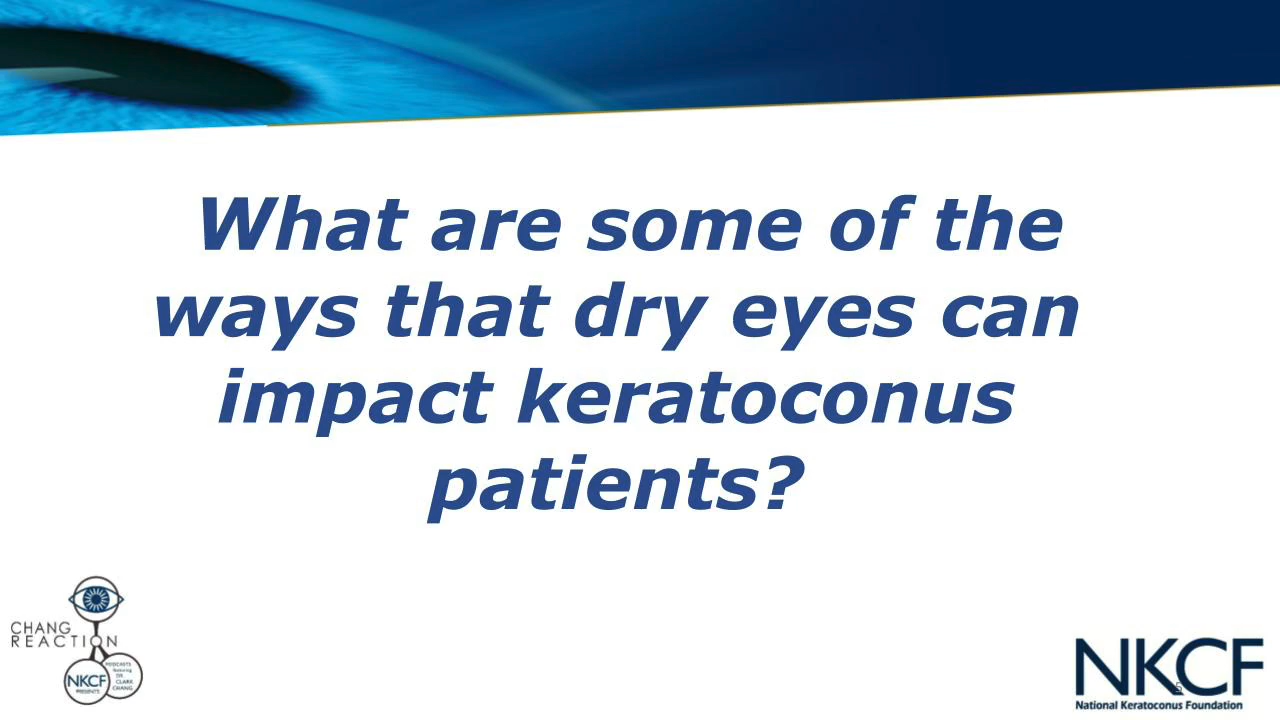 What are some of the
ways that dry eyes can
impact keratoconus
patients?
CHANG
REACTION
NKCF
PRESENTS
PODCASTS
featuring
DR.
CLARK
CHANG
NKCF
5
National Keratoconus Foundation